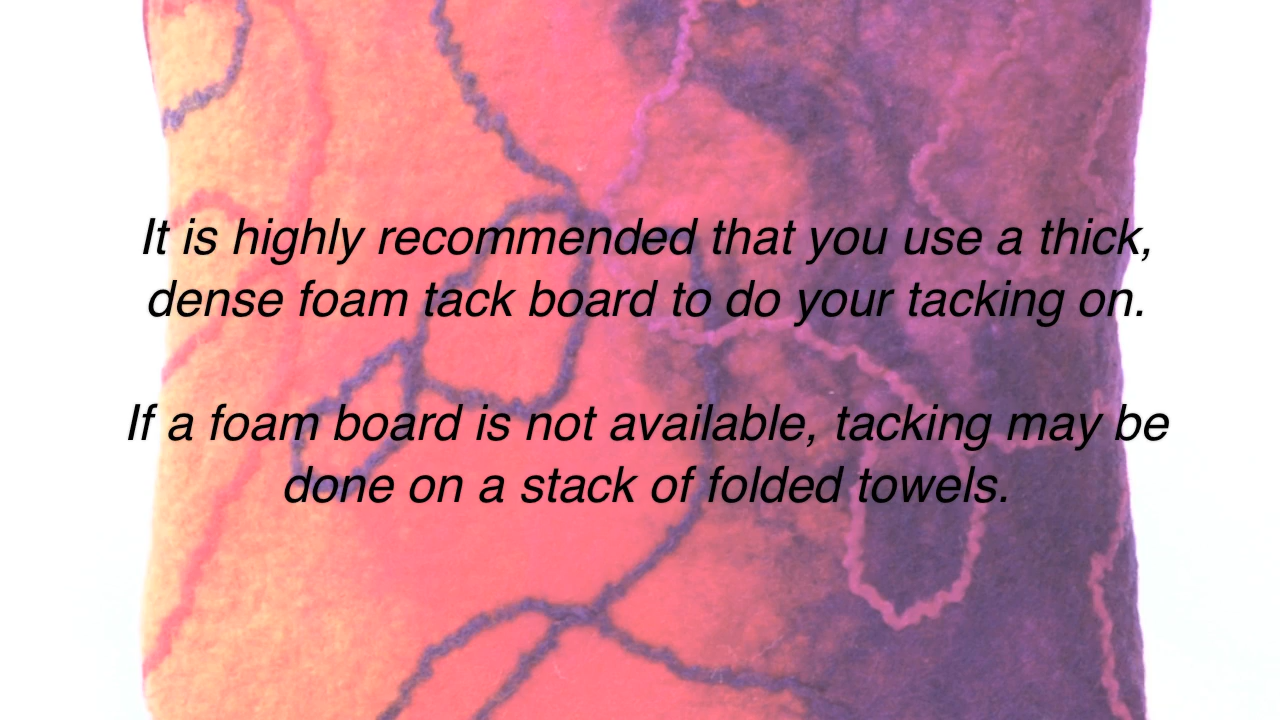 It is highly recommended that you use a thick,
dense foam tack board to do your tacking on.
If a foam board is not available, tacking may be
done on a stack of folded towels.